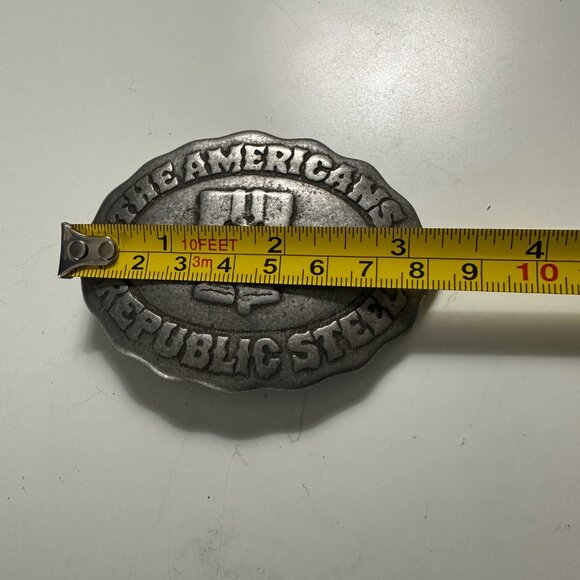 THE AMERICANS
1 10FEET 2 3 4
2 3 3m 4 5 6 7 8 9 10
REPUBLIC STEEL